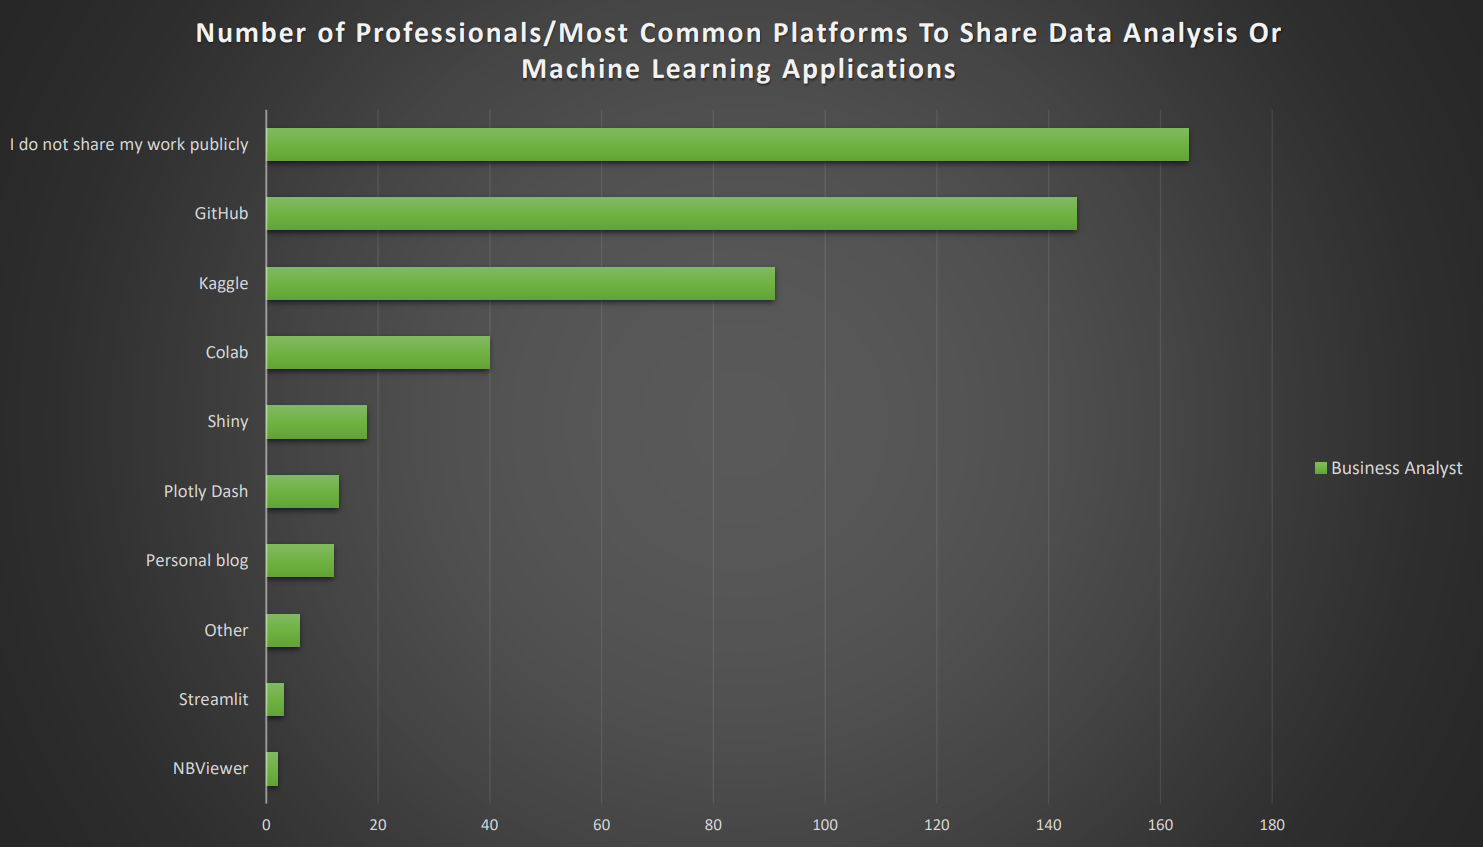 Number of Professionals/Most Common Platforms To Share Data Analysis Or
Machine Learning Applications
I do not share my work publicly
GitHub
Kaggle
Colab
Shiny
Plotly Dash
Personal blog
Other
Streamlit
NBViewer
0 20 40 60 80 100 120 140 160 180
Business Analyst